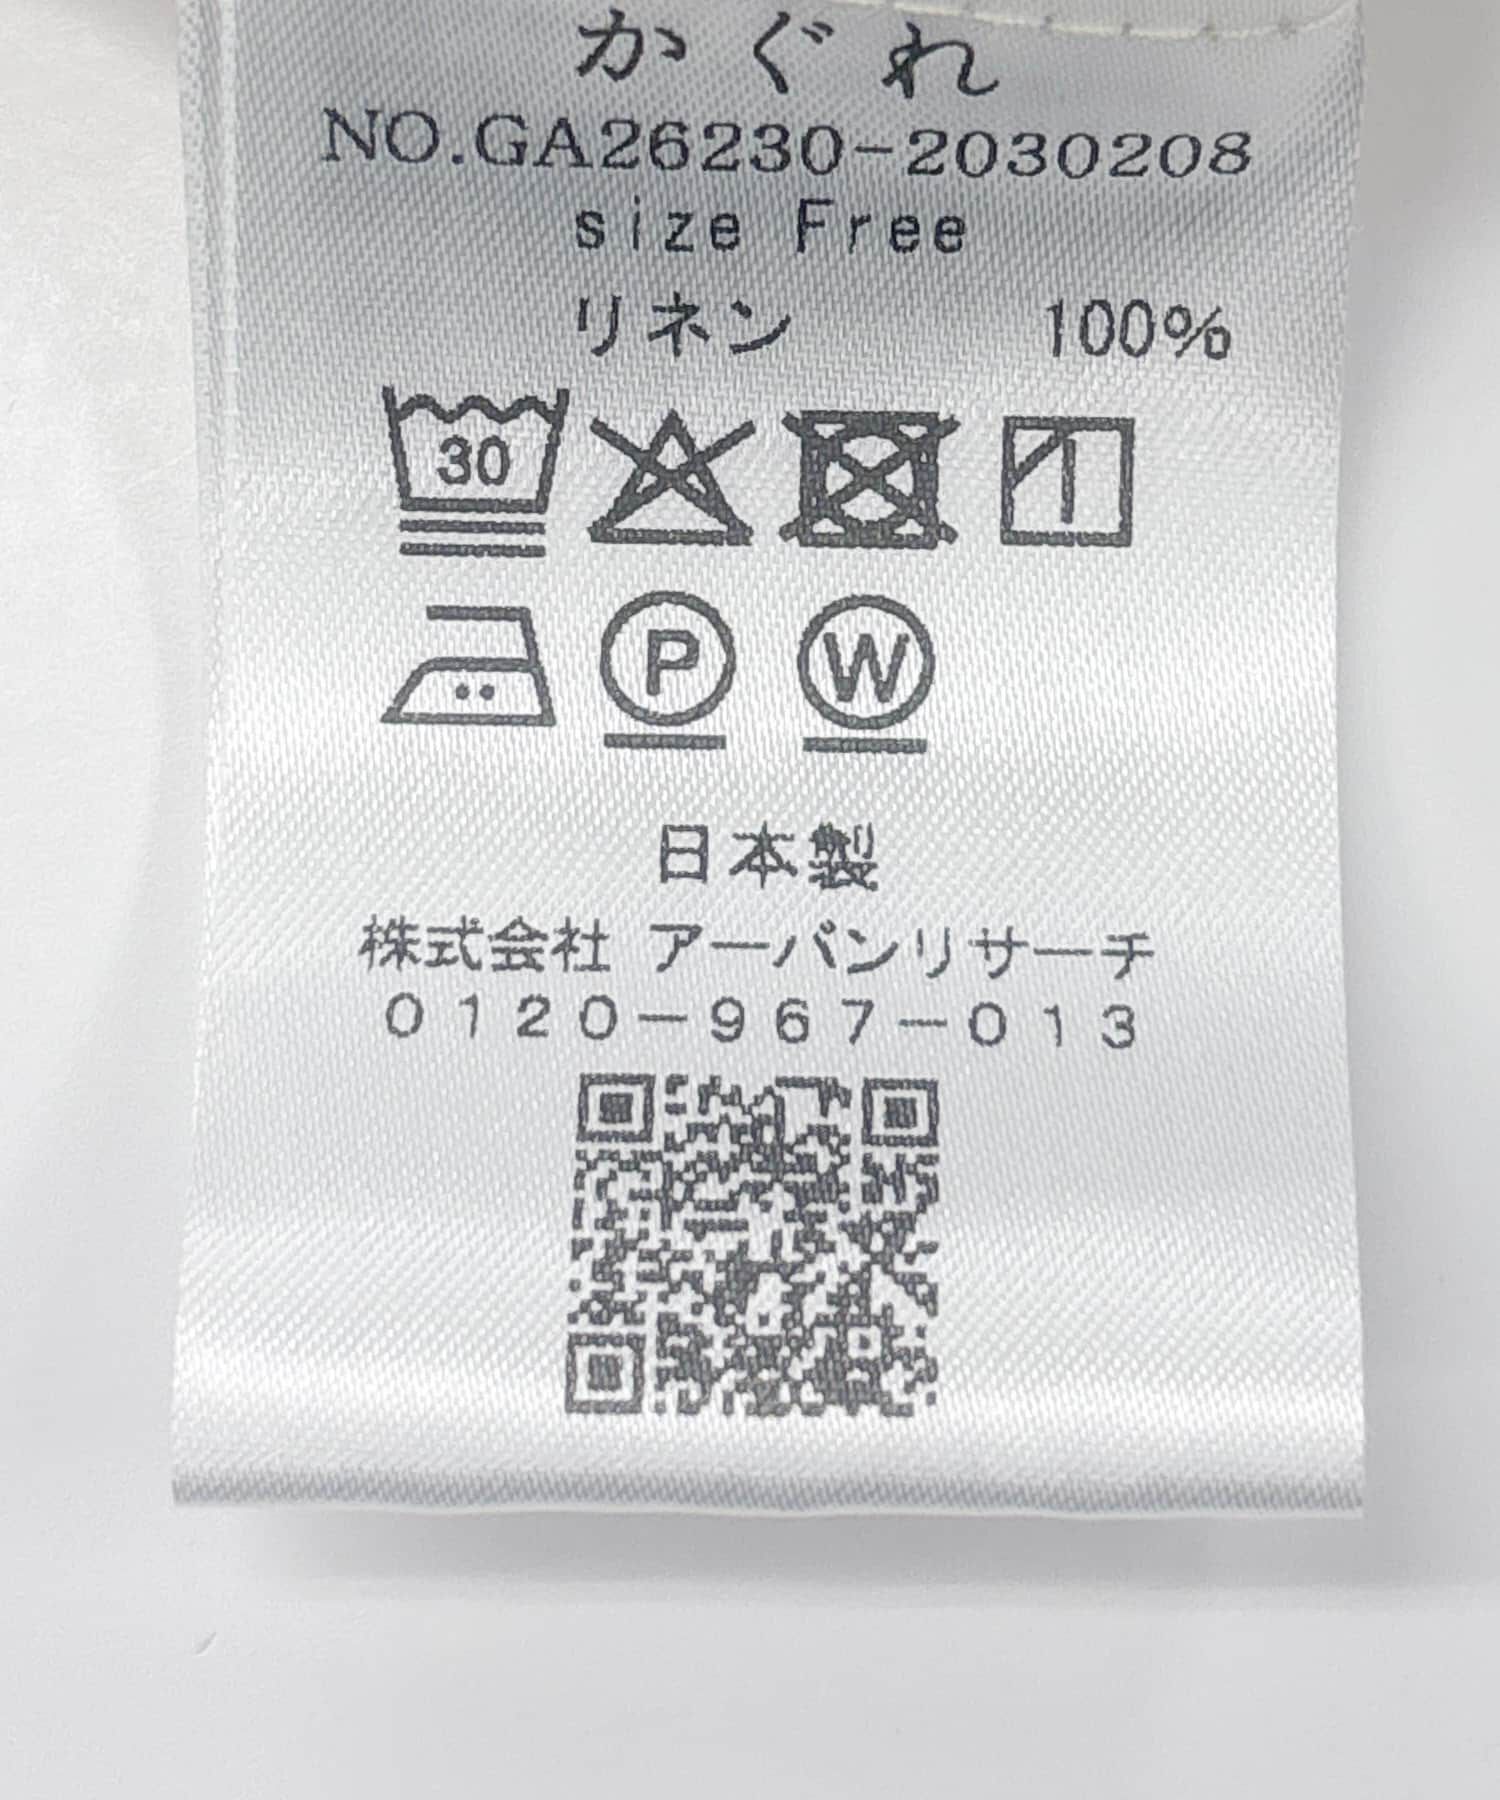 かぐれ
NO.GA26230-2030208
size Free
リネン 100%
30
P W
日本製
株式会社 アーバンリサーチ
0120-967-013